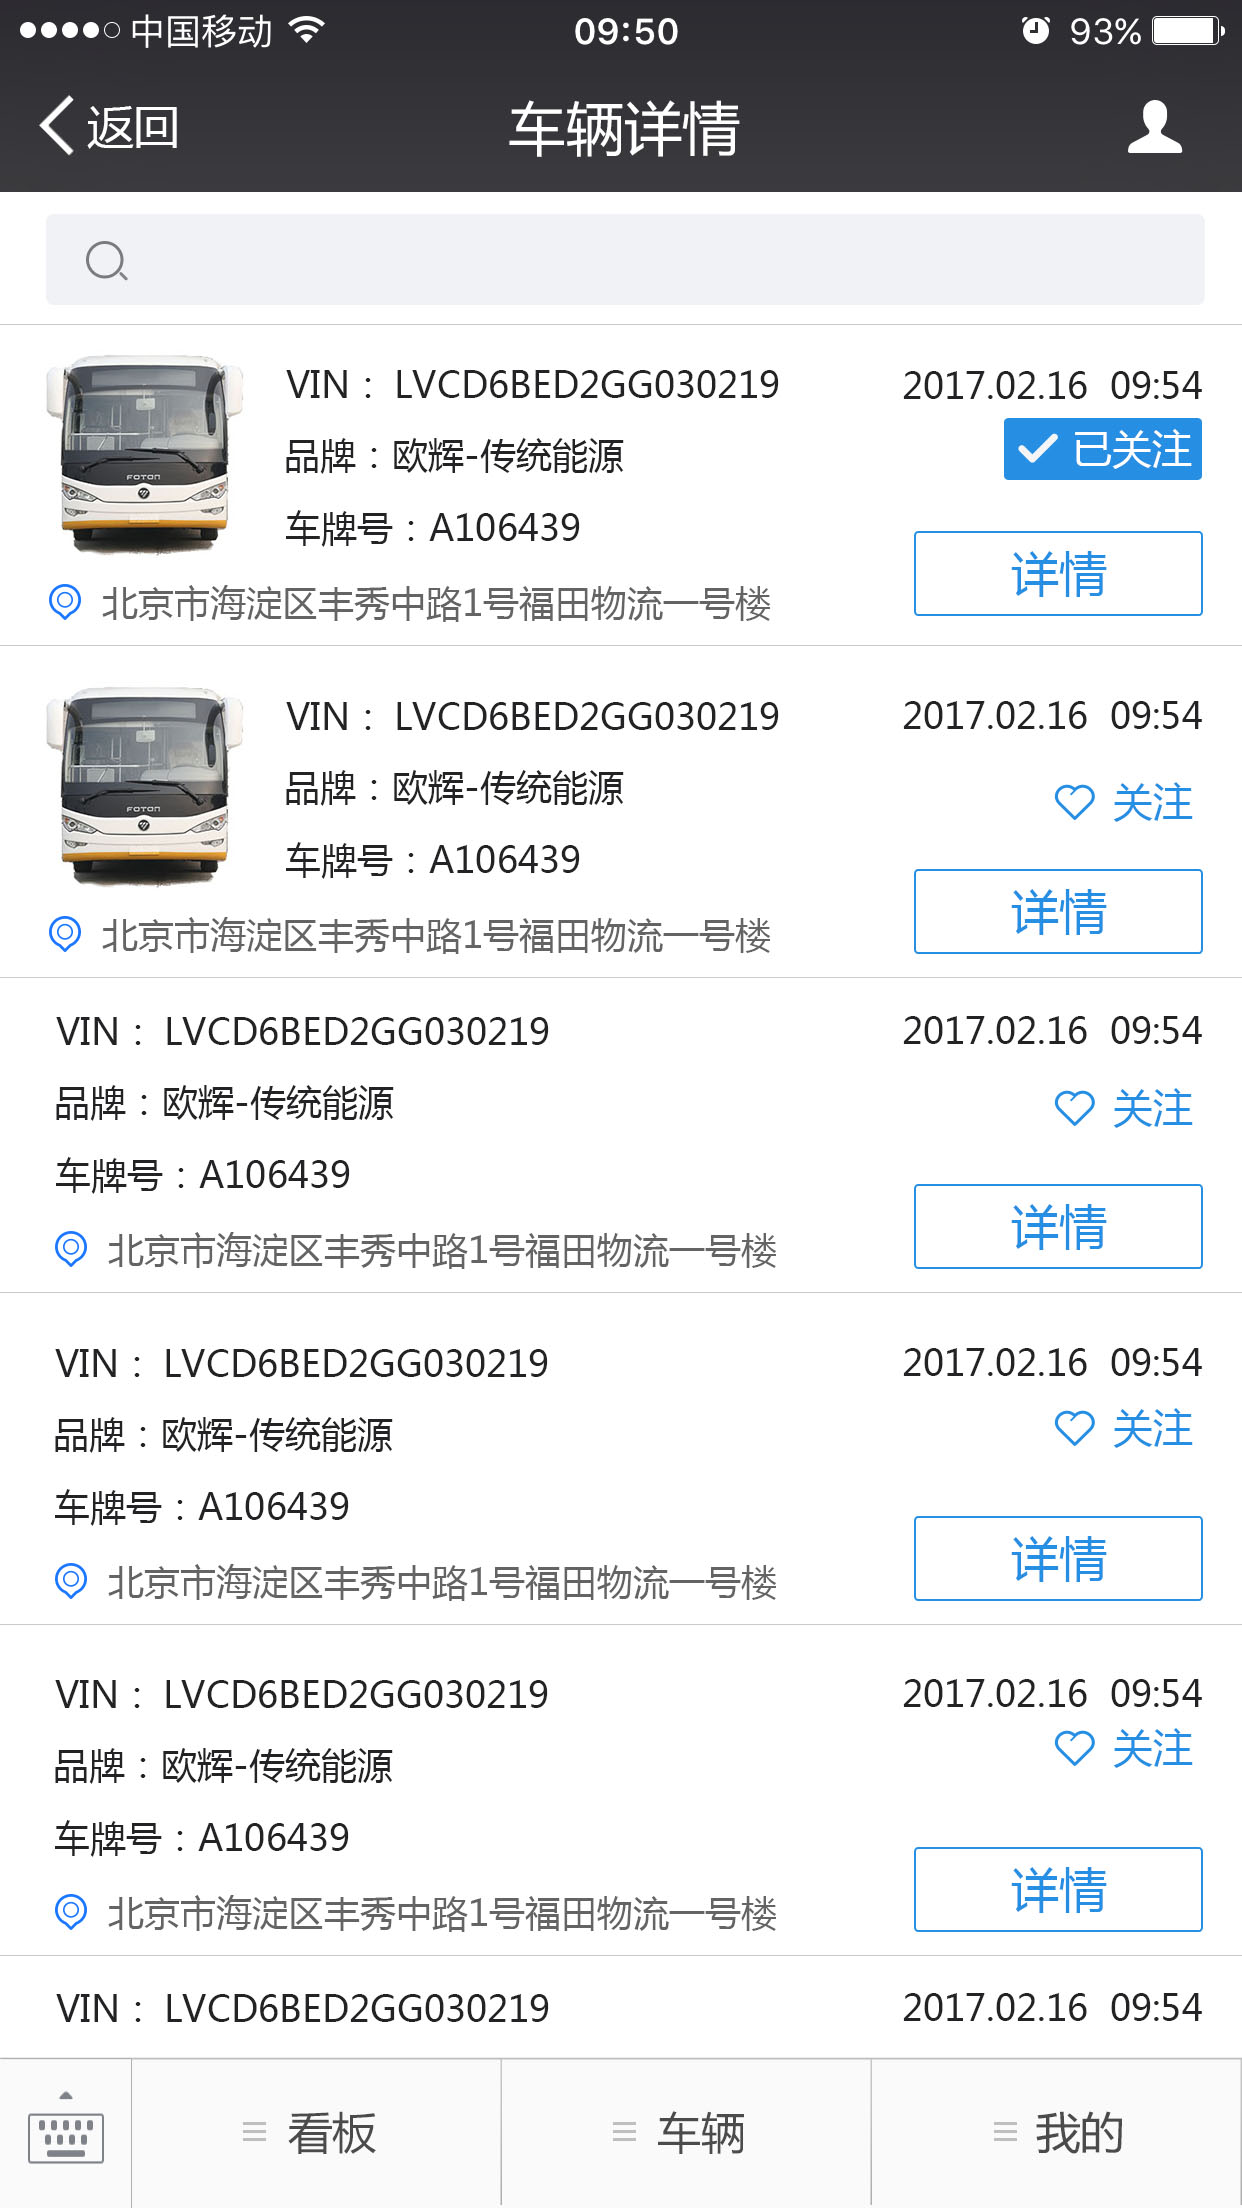 中国移动 09:50 93%
返回 车辆详情
VIN： LVCD6BED2GG030219 2017.02.16 09:54
已关注
品牌：欧辉-传统能源
车牌号：A106439
详情
北京市海淀区丰秀中路1号福田物流一号楼
FOTON
VIN： LVCD6BED2GG030219 2017.02.16 09:54
品牌：欧辉-传统能源
关注
车牌号：A106439
详情
北京市海淀区丰秀中路1号福田物流一号楼
FOTON
VIN： LVCD6BED2GG030219 2017.02.16 09:54
品牌：欧辉-传统能源
关注
车牌号：A106439
详情
北京市海淀区丰秀中路1号福田物流一号楼
VIN： LVCD6BED2GG030219 2017.02.16 09:54
品牌：欧辉-传统能源
关注
车牌号：A106439
详情
北京市海淀区丰秀中路1号福田物流一号楼
VIN： LVCD6BED2GG030219 2017.02.16 09:54
关注
品牌：欧辉-传统能源
车牌号：A106439
详情
北京市海淀区丰秀中路1号福田物流一号楼
VIN： LVCD6BED2GG030219 2017.02.16 09:54
看板 车辆 我的